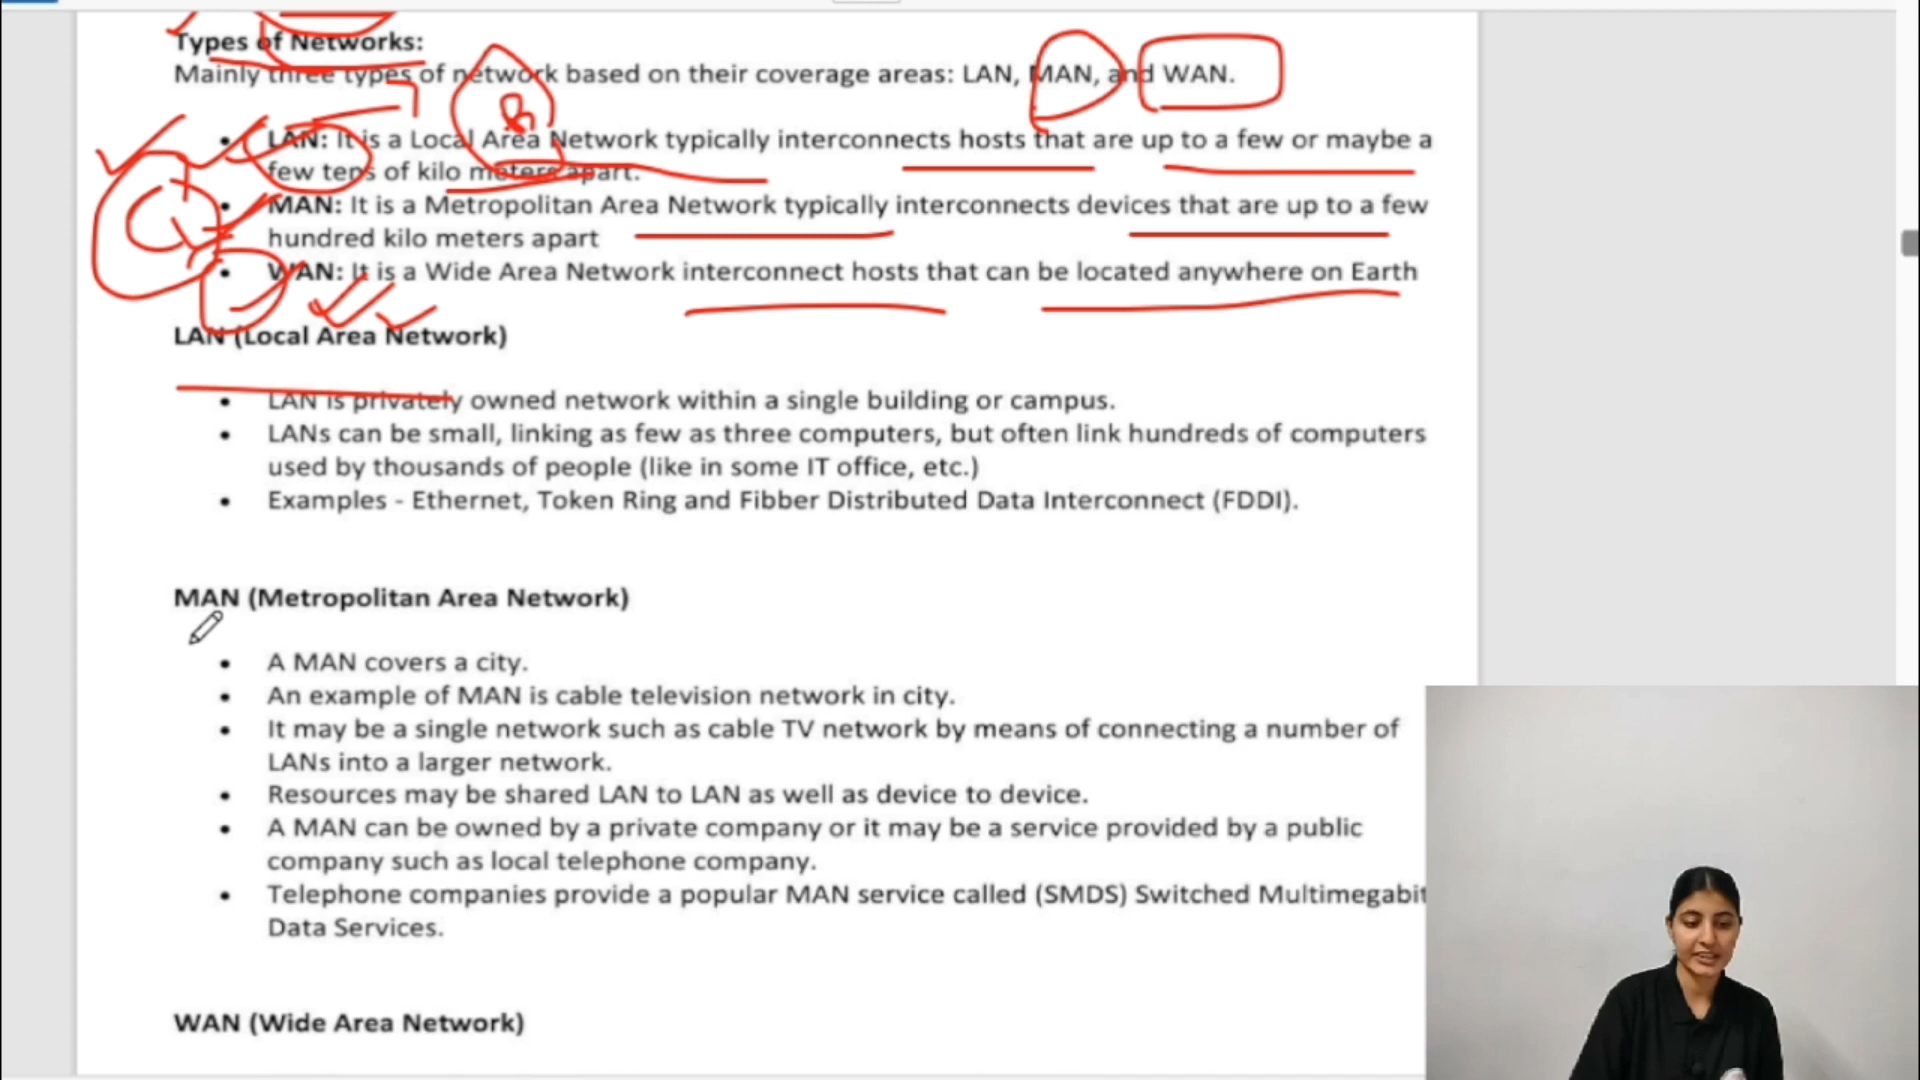 Types of Networks:
Mainly three types of network based on their coverage areas: LAN, MAN, and WAN.
• LAN: It is a Local Area Network typically interconnects hosts that are up to a few or maybe a
few tens of kilo meters apart.
• MAN: It is a Metropolitan Area Network typically interconnects devices that are up to a few
hundred kilo meters apart
• WAN: It is a Wide Area Network interconnect hosts that can be located anywhere on Earth
LAN (Local Area Network)
• LAN is privately owned network within a single building or campus.
• LANs can be small, linking as few as three computers, but often link hundreds of computers
used by thousands of people (like in some IT office, etc.)
• Examples - Ethernet, Token Ring and Fibber Distributed Data Interconnect (FDDI).
MAN (Metropolitan Area Network)
• A MAN covers a city.
• An example of MAN is cable television network in city.
• It may be a single network such as cable TV network by means of connecting a number of
LANs into a larger network.
• Resources may be shared LAN to LAN as well as device to device.
• A MAN can be owned by a private company or it may be a service provided by a public
company such as local telephone company.
• Telephone companies provide a popular MAN service called (SMDS) Switched Multimegabit
Data Services.
WAN (Wide Area Network)